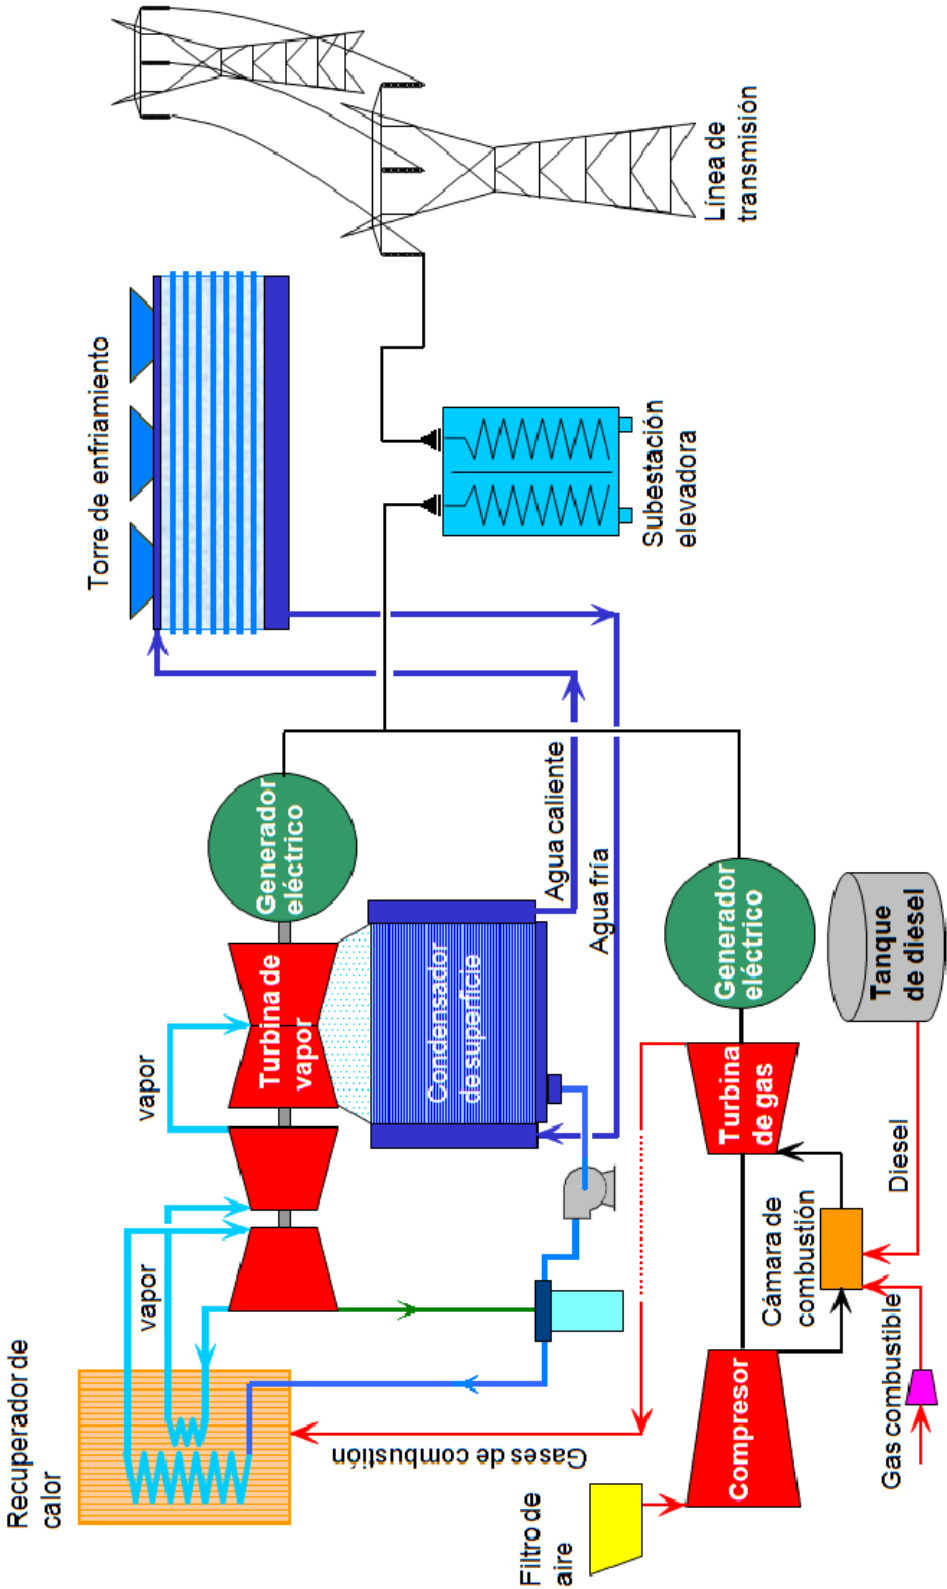 Recuperador de
calor
vapor
vapor
Turbina de
vapor
Generador
eléctrico
Torre de enfriamiento
Condensador
de superficie
Agua caliente
Agua fría
Subestación
elevadora
Línea de
transmisión
Gases de combustión
Filtro de
aire
Compresor
Cámara de
combustión
Turbina
de gas
Generador
eléctrico
Gas combustible
Diesel
Tanque
de diesel